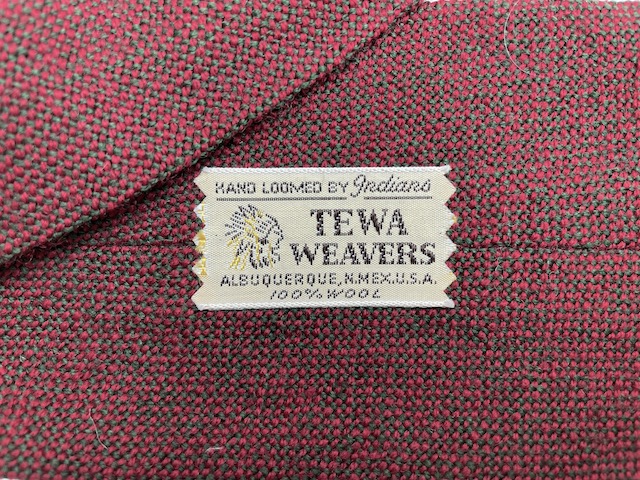 HAND LOOMED BY Indians
TEWA
WEAVERS
ALBUQUERQUE, N.MEX.U.S.A.
100% WOOL